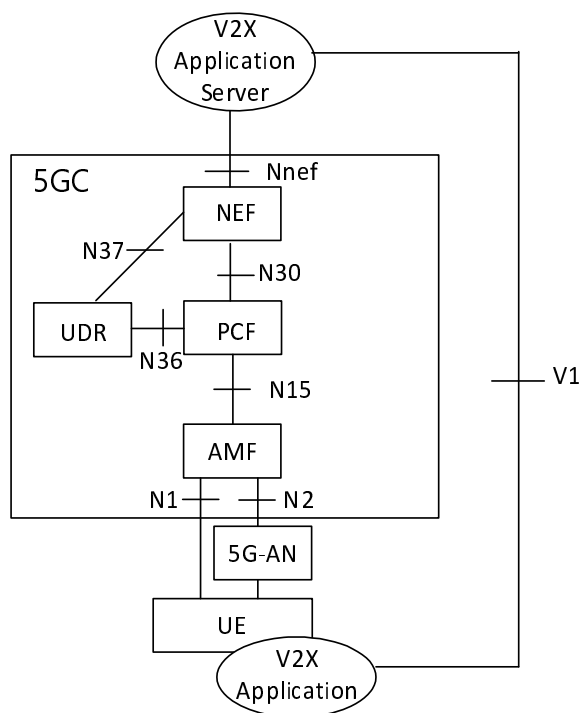 V2X
Application
Server
5GC
Nnef
NEF
N37
N30
UDR
PCF
N36
N15
V1
AMF
N1
N2
5G-AN
UE
V2X
Application